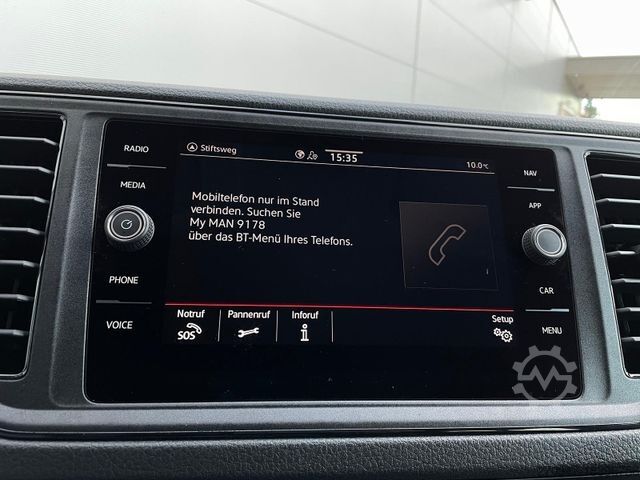 RADIO
MEDIA
PHONE
VOICE
Stiftsweg
15:35
10.0°C
Mobiltelefon nur im Stand
verbinden. Suchen Sie
My MAN 9178
über das BT-Menü Ihres Telefons.
Notruf
SOS
Pannenruf
Inforuf
Setup
NAV
APP
CAR
MENU